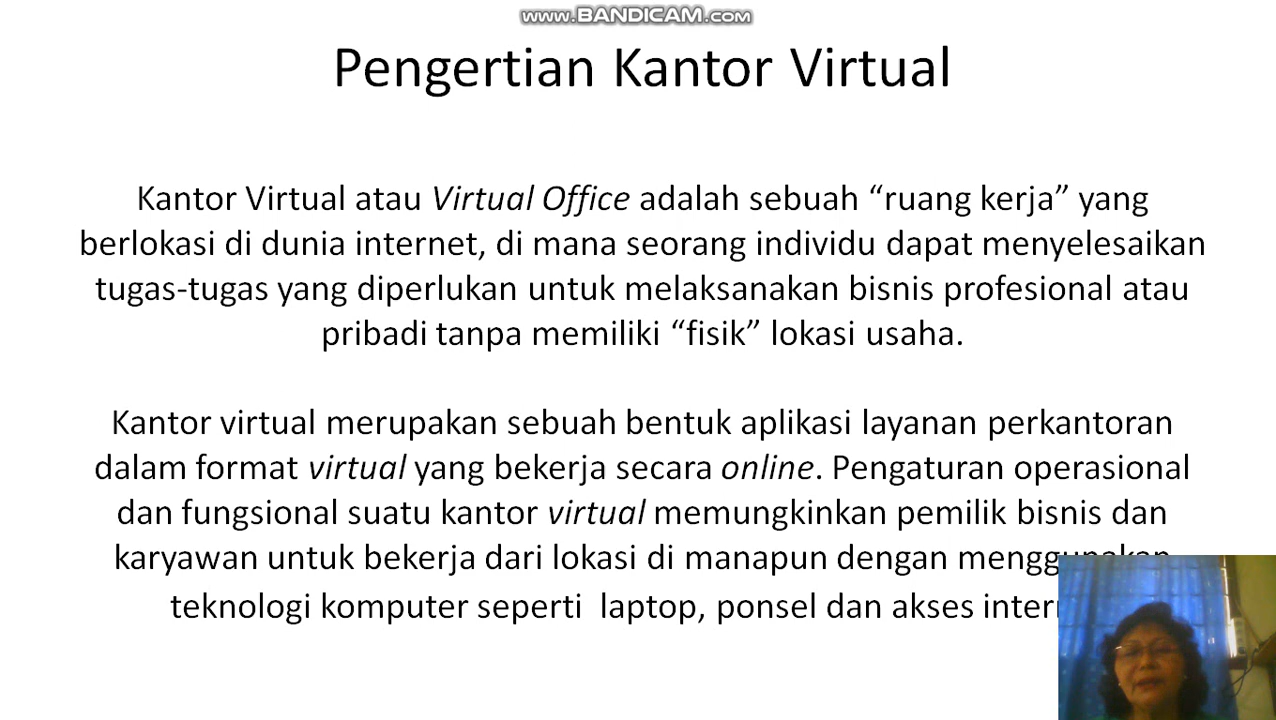 www.BANDICAM.com
Pengertian Kantor Virtual
Kantor Virtual atau Virtual Office adalah sebuah “ruang kerja” yang
berlokasi di dunia internet, di mana seorang individu dapat menyelesaikan
tugas-tugas yang diperlukan untuk melaksanakan bisnis profesional atau
pribadi tanpa memiliki “fisik” lokasi usaha.
Kantor virtual merupakan sebuah bentuk aplikasi layanan perkantoran
dalam format virtual yang bekerja secara online. Pengaturan operasional
dan fungsional suatu kantor virtual memungkinkan pemilik bisnis dan
karyawan untuk bekerja dari lokasi di manapun dengan menggunakan
teknologi komputer seperti laptop, ponsel dan akses